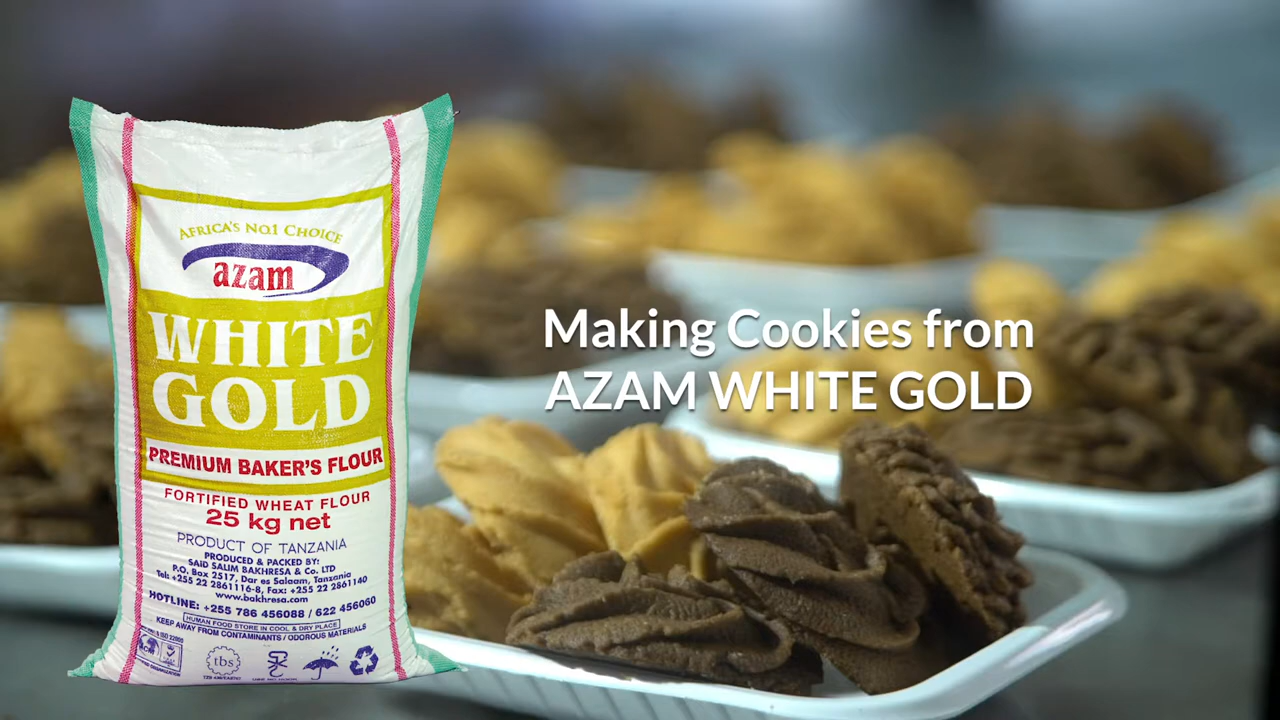 AFRICA'S NO.1 CHOICE
azam
WHITE
GOLD
PREMIUM BAKER'S FLOUR
FORTIFIED WHEAT FLOUR
25 kg net
PRODUCT OF TANZANIA
PRODUCED & PACKED BY:
SAID SALIM BAKHRESA & Co. LTD
P.O. Box 2517, Dar es Salaam, Tanzania
Tel: +255 22 2861116-8, Fax: +255 22 2861140
www.bakhresa.com
HOTLINE: +255 786 456088 / 622 456060
HUMAN FOOD STORE IN COOL & DRY PLACE
KEEP AWAY FROM CONTAMINANTS / ODOROUS MATERIALS
tbs
Making Cookies from
AZAM WHITE GOLD